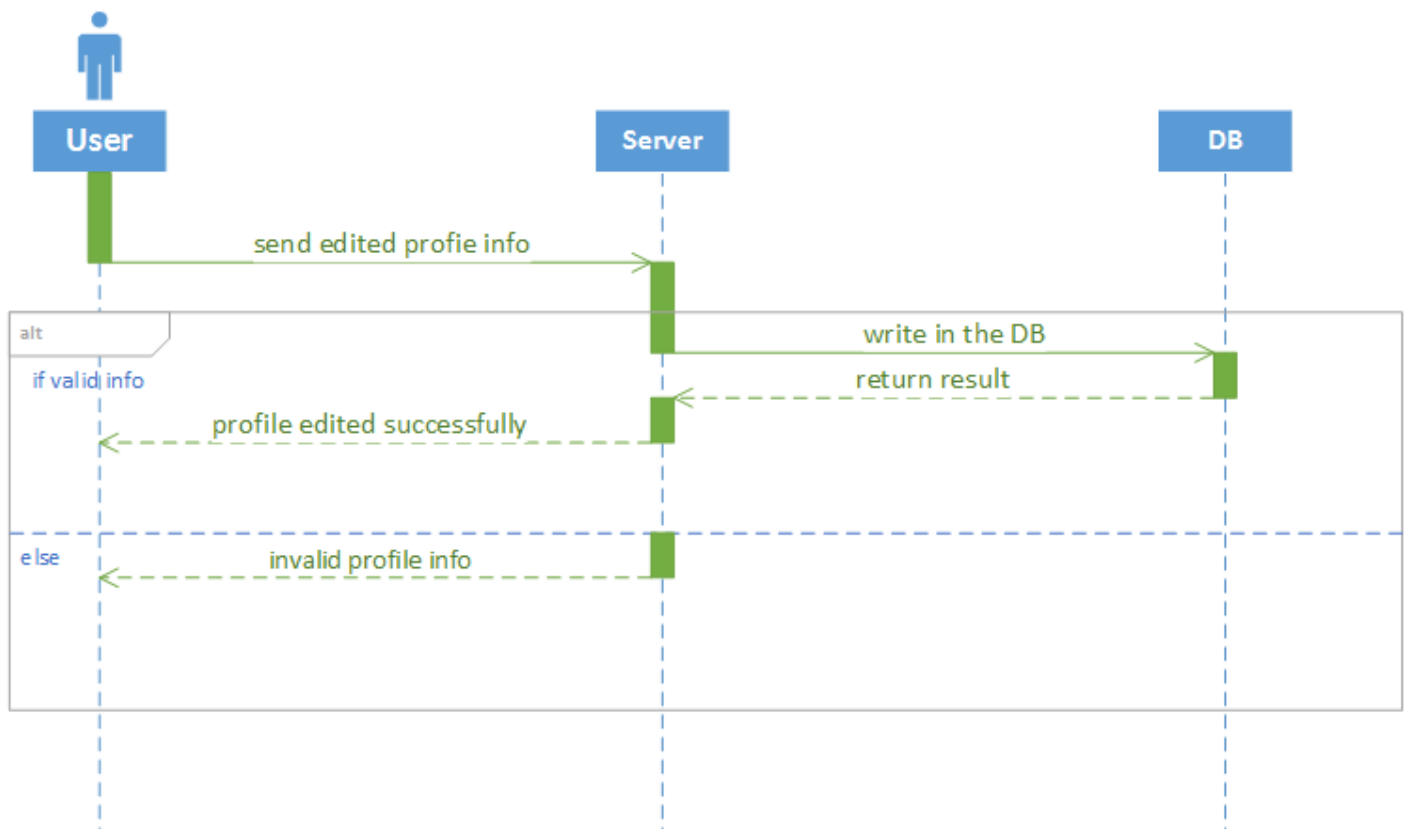 User
Server
DB
send edited profie info
alt
write in the DB
if valid info
return result
profile edited successfully
else
invalid profile info